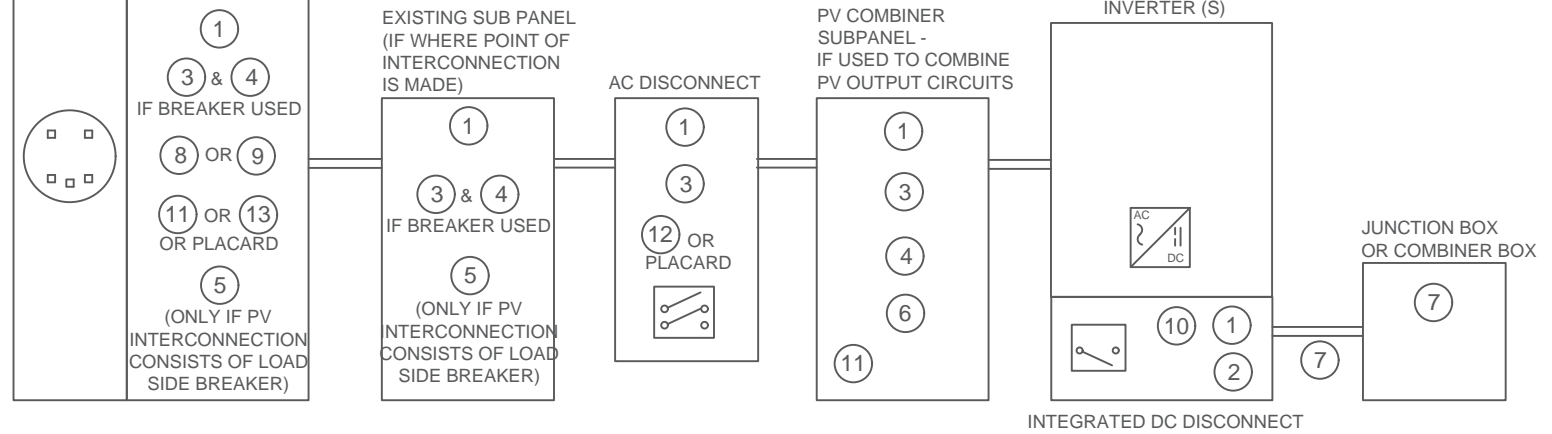 1
3 & 4
IF BREAKER USED
8 OR 9
11 OR 13
OR PLACARD
5
(ONLY IF PV
INTERCONNECTION
CONSISTS OF LOAD
SIDE BREAKER)
EXISTING SUB PANEL
(IF WHERE POINT OF
INTERCONNECTION
IS MADE)
1
3 & 4
IF BREAKER USED
5
(ONLY IF PV
INTERCONNECTION
CONSISTS OF LOAD
SIDE BREAKER)
AC DISCONNECT
1
3
12 OR
PLACARD
PV COMBINER
SUBPANEL -
IF USED TO COMBINE
PV OUTPUT CIRCUITS
1
3
4
6
11
INVERTER (S)
AC
DC
10 1
2
INTEGRATED DC DISCONNECT
7
JUNCTION BOX
OR COMBINER BOX
7